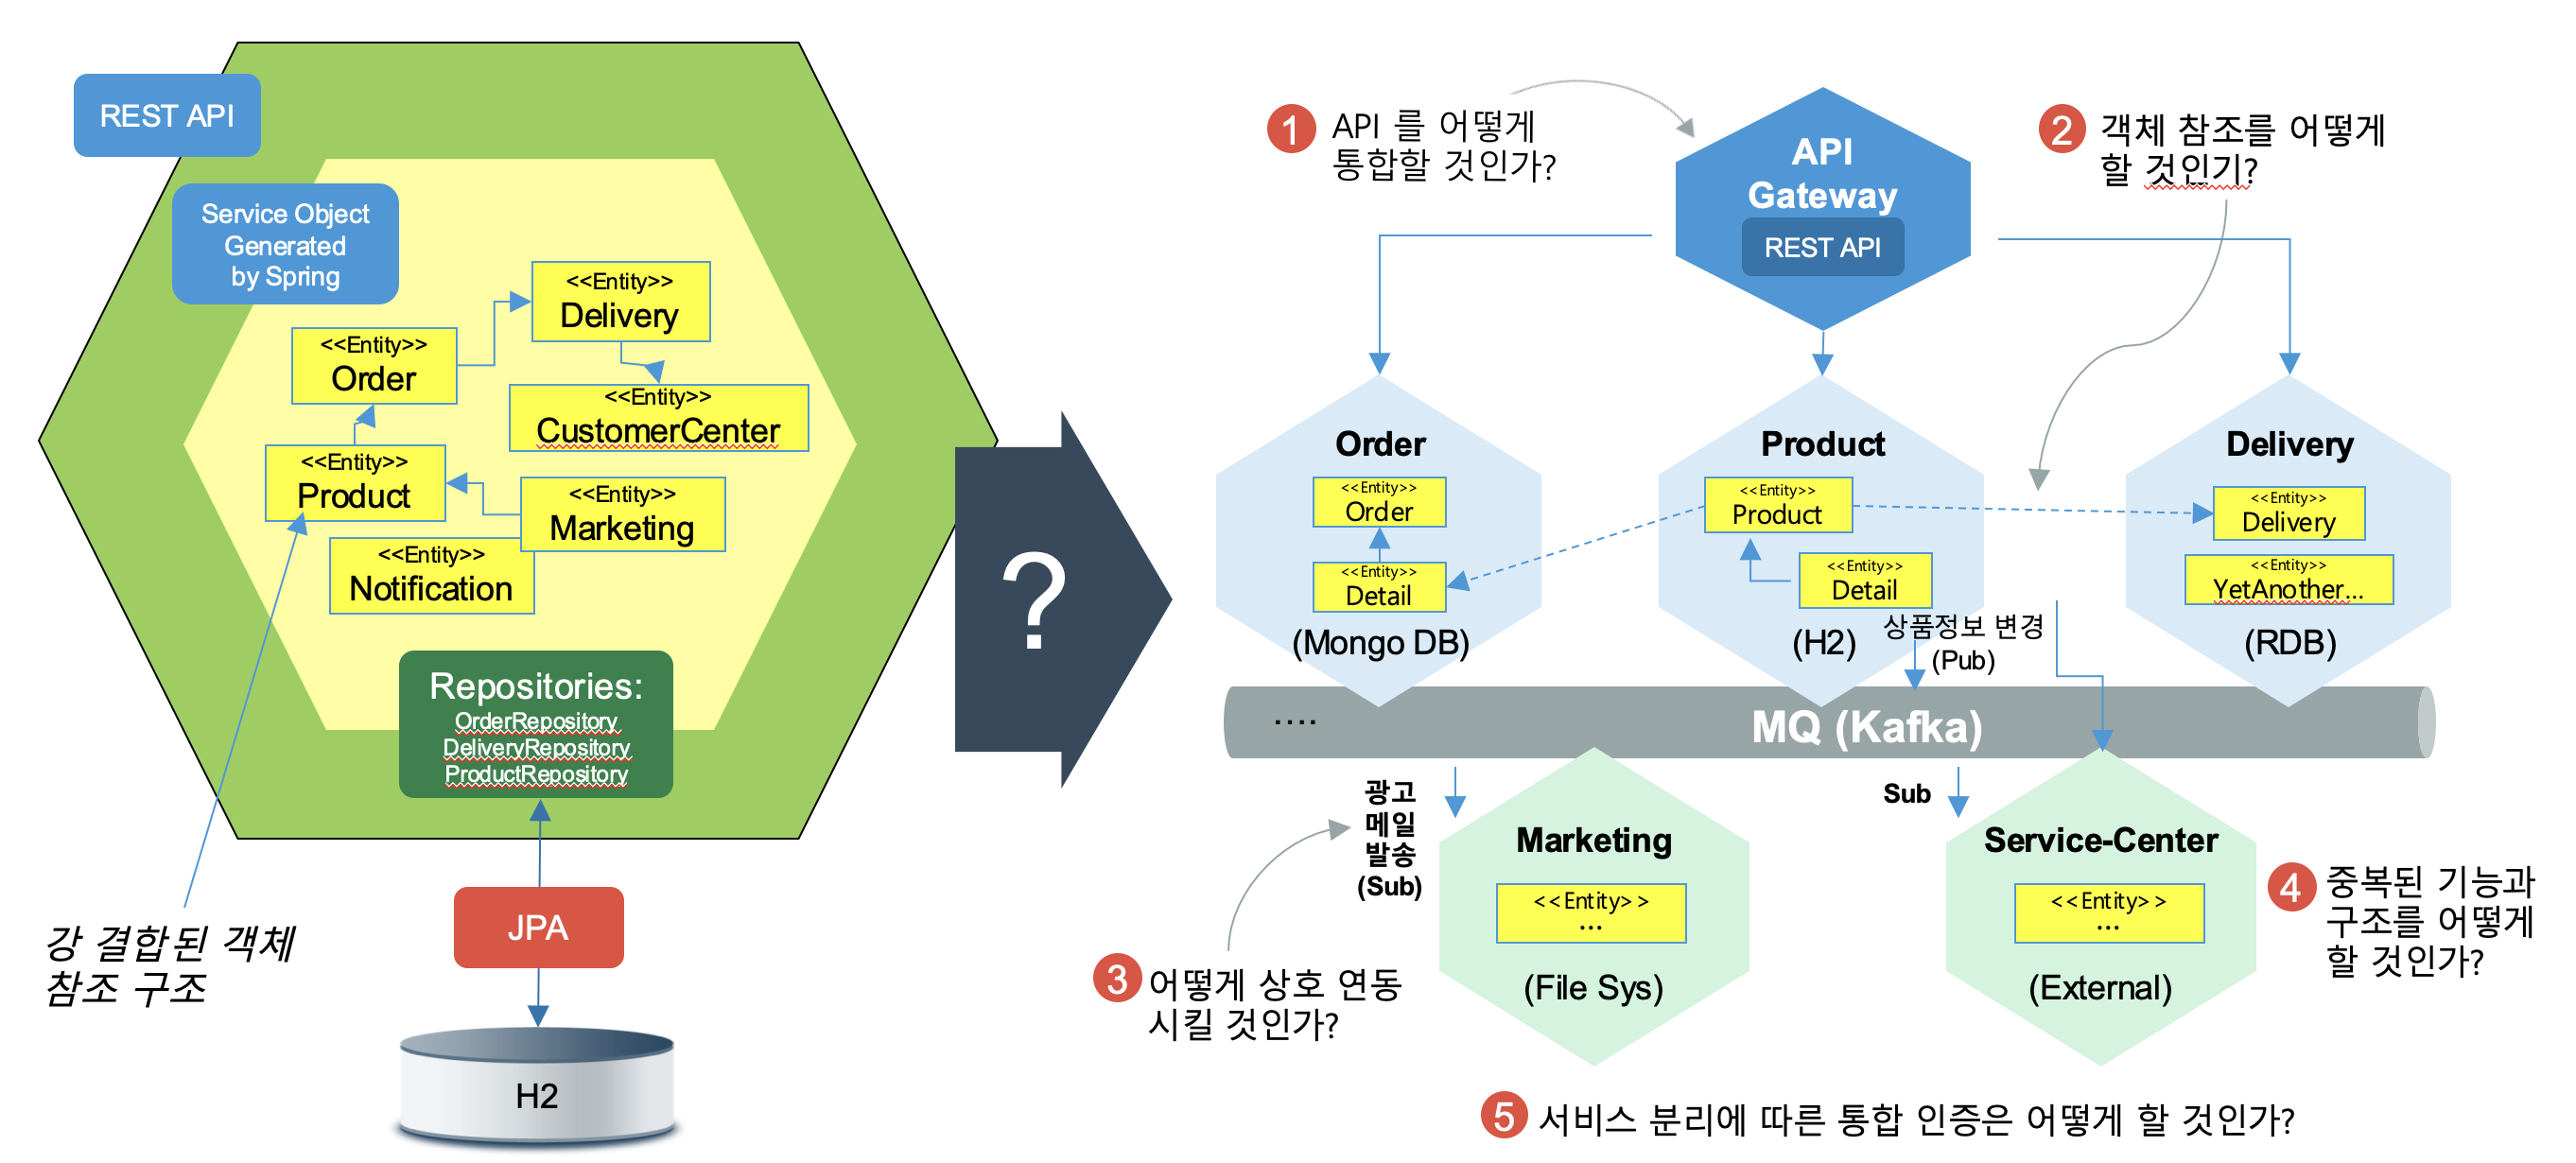 REST API
Service Object
Generated
by Spring
<<Entity>>
Delivery
<<Entity>>
Order
<<Entity>>
CustomerCenter
<<Entity>>
Product
<<Entity>>
Marketing
<<Entity>>
Notification
Repositories:
OrderRepository
DeliveryRepository
ProductRepository
강 결합된 객체
참조 구조
JPA
H2
?
1 API 를 어떻게
통합할 것인가?
API
Gateway
REST API
2 객체 참조를 어떻게
할 것인기?
Order
<<Entity>>
Order
<<Entity>>
Detail
(Mongo DB)
Product
<<Entity>>
Product
<<Entity>>
Detail
(H2)
상품정보 변경
(Pub)
Delivery
<<Entity>>
Delivery
<<Entity>>
YetAnother...
(RDB)
....
MQ (Kafka)
광고
메일
발송
(Sub)
Marketing
<<Entity>>
...
(File Sys)
Sub
Service-Center
<<Entity>>
...
(External)
3 어떻게 상호 연동
시킬 것인가?
4 중복된 기능과
구조를 어떻게
할 것인가?
5 서비스 분리에 따른 통합 인증은 어떻게 할 것인가?